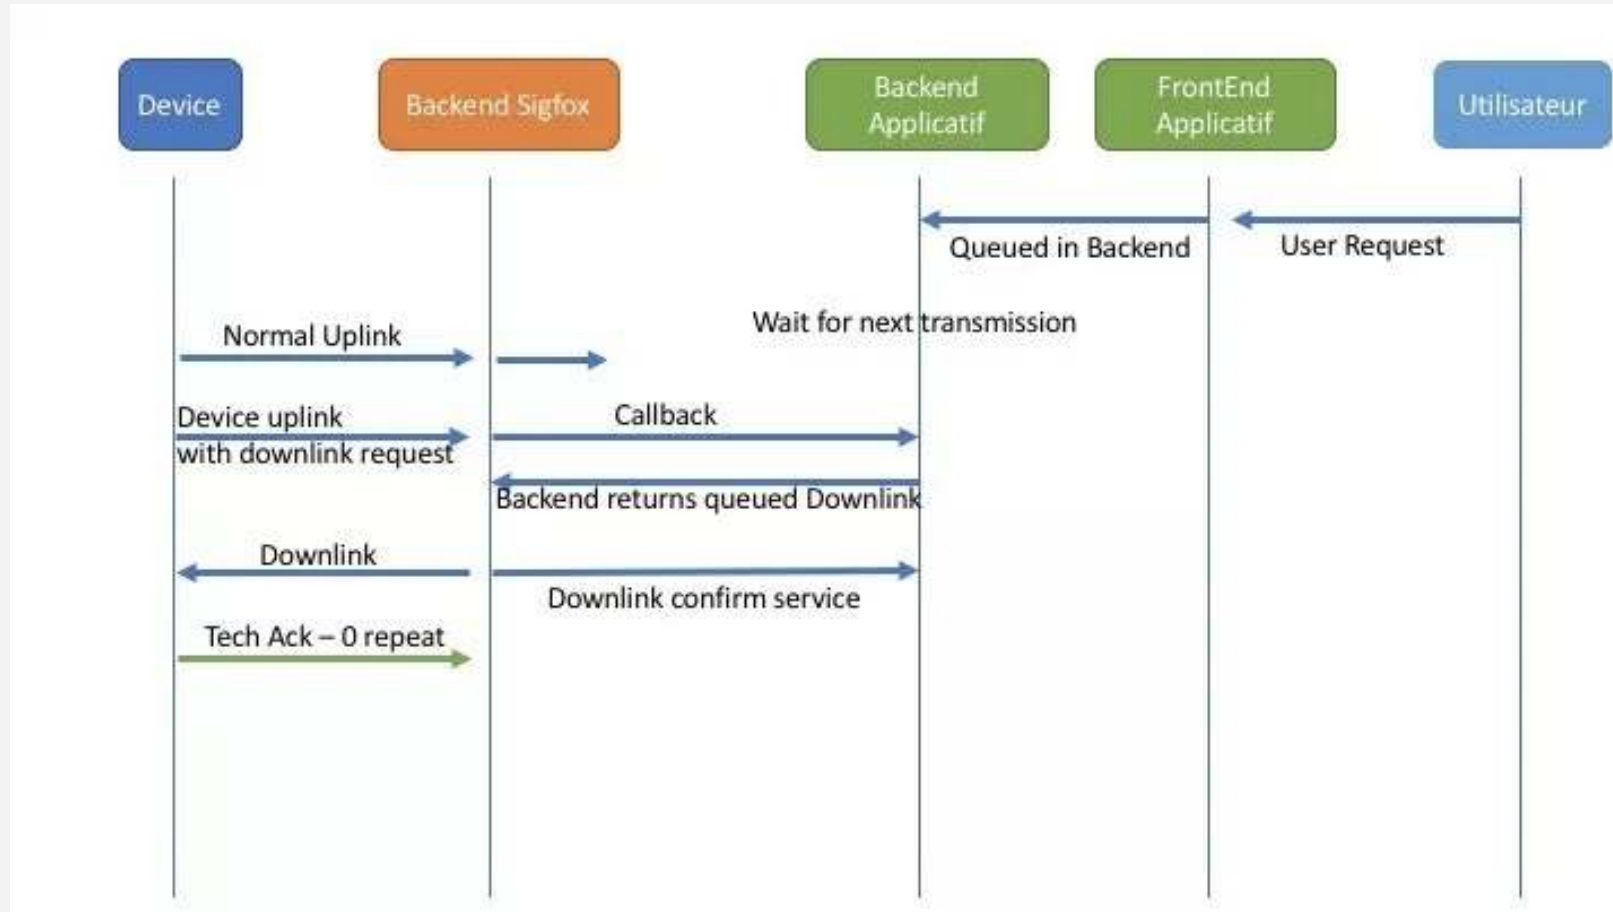 Device
Backend Sigfox
Backend
Applicatif
FrontEnd
Applicatif
Utilisateur
Queued in Backend
User Request
Wait for next transmission
Normal Uplink
Device uplink
with downlink request
Callback
Backend returns queued Downlink
Downlink
Downlink confirm service
Tech Ack – 0 repeat